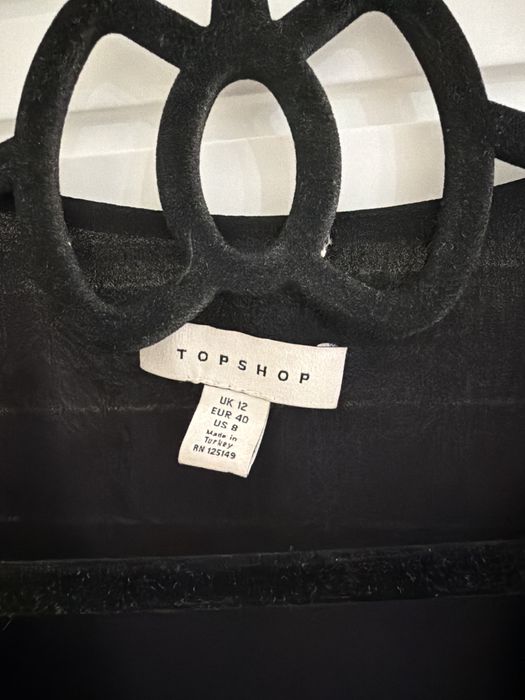 TOPSHOP
UK 12
EUR 40
US 8
Made in
Turkey
RN 125149